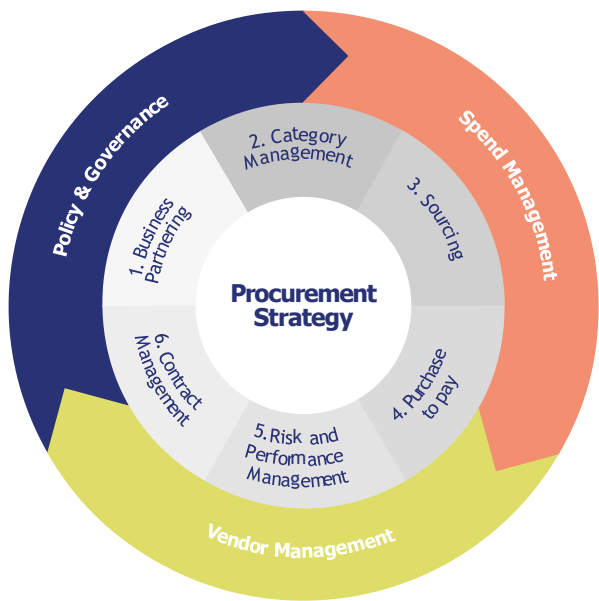 Policy & Governance
Spend Management
Vendor Management
1. Business
Partnering
2. Category
Management
3. Sourcing
4. Purchase
to pay
5. Risk and
Performance
Management
6. Contract
Management
Procurement
Strategy